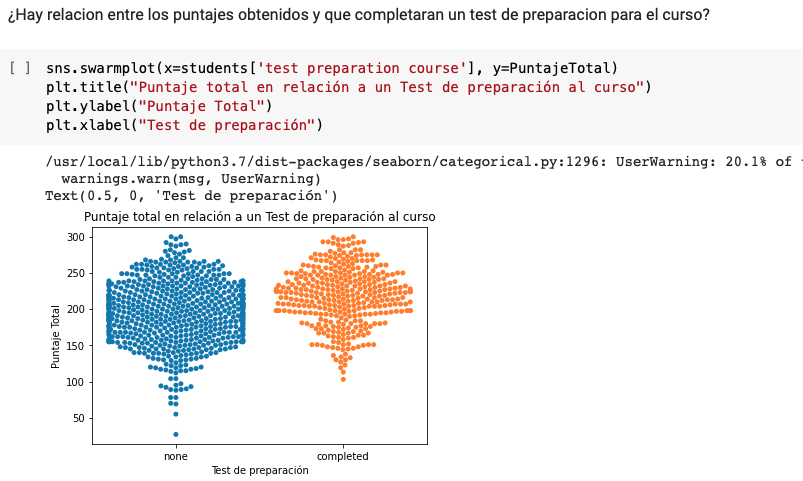 ¿Hay relacion entre los puntajes obtenidos y que completaran un test de preparacion para el curso?
[ ] sns.swarmplot(x=students['test preparation course'], y=PuntajeTotal)
plt.title("Puntaje total en relación a un Test de preparación al curso")
plt.ylabel("Puntaje Total")
plt.xlabel("Test de preparación")
/usr/local/lib/python3.7/dist-packages/seaborn/categorical.py:1296: UserWarning: 20.1% of
warnings.warn(msg, UserWarning)
Text(0.5, 0, 'Test de preparación')
Puntaje total en relación a un Test de preparación al curso
300
250
200
150
100
50
Puntaje Total
none completed
Test de preparación